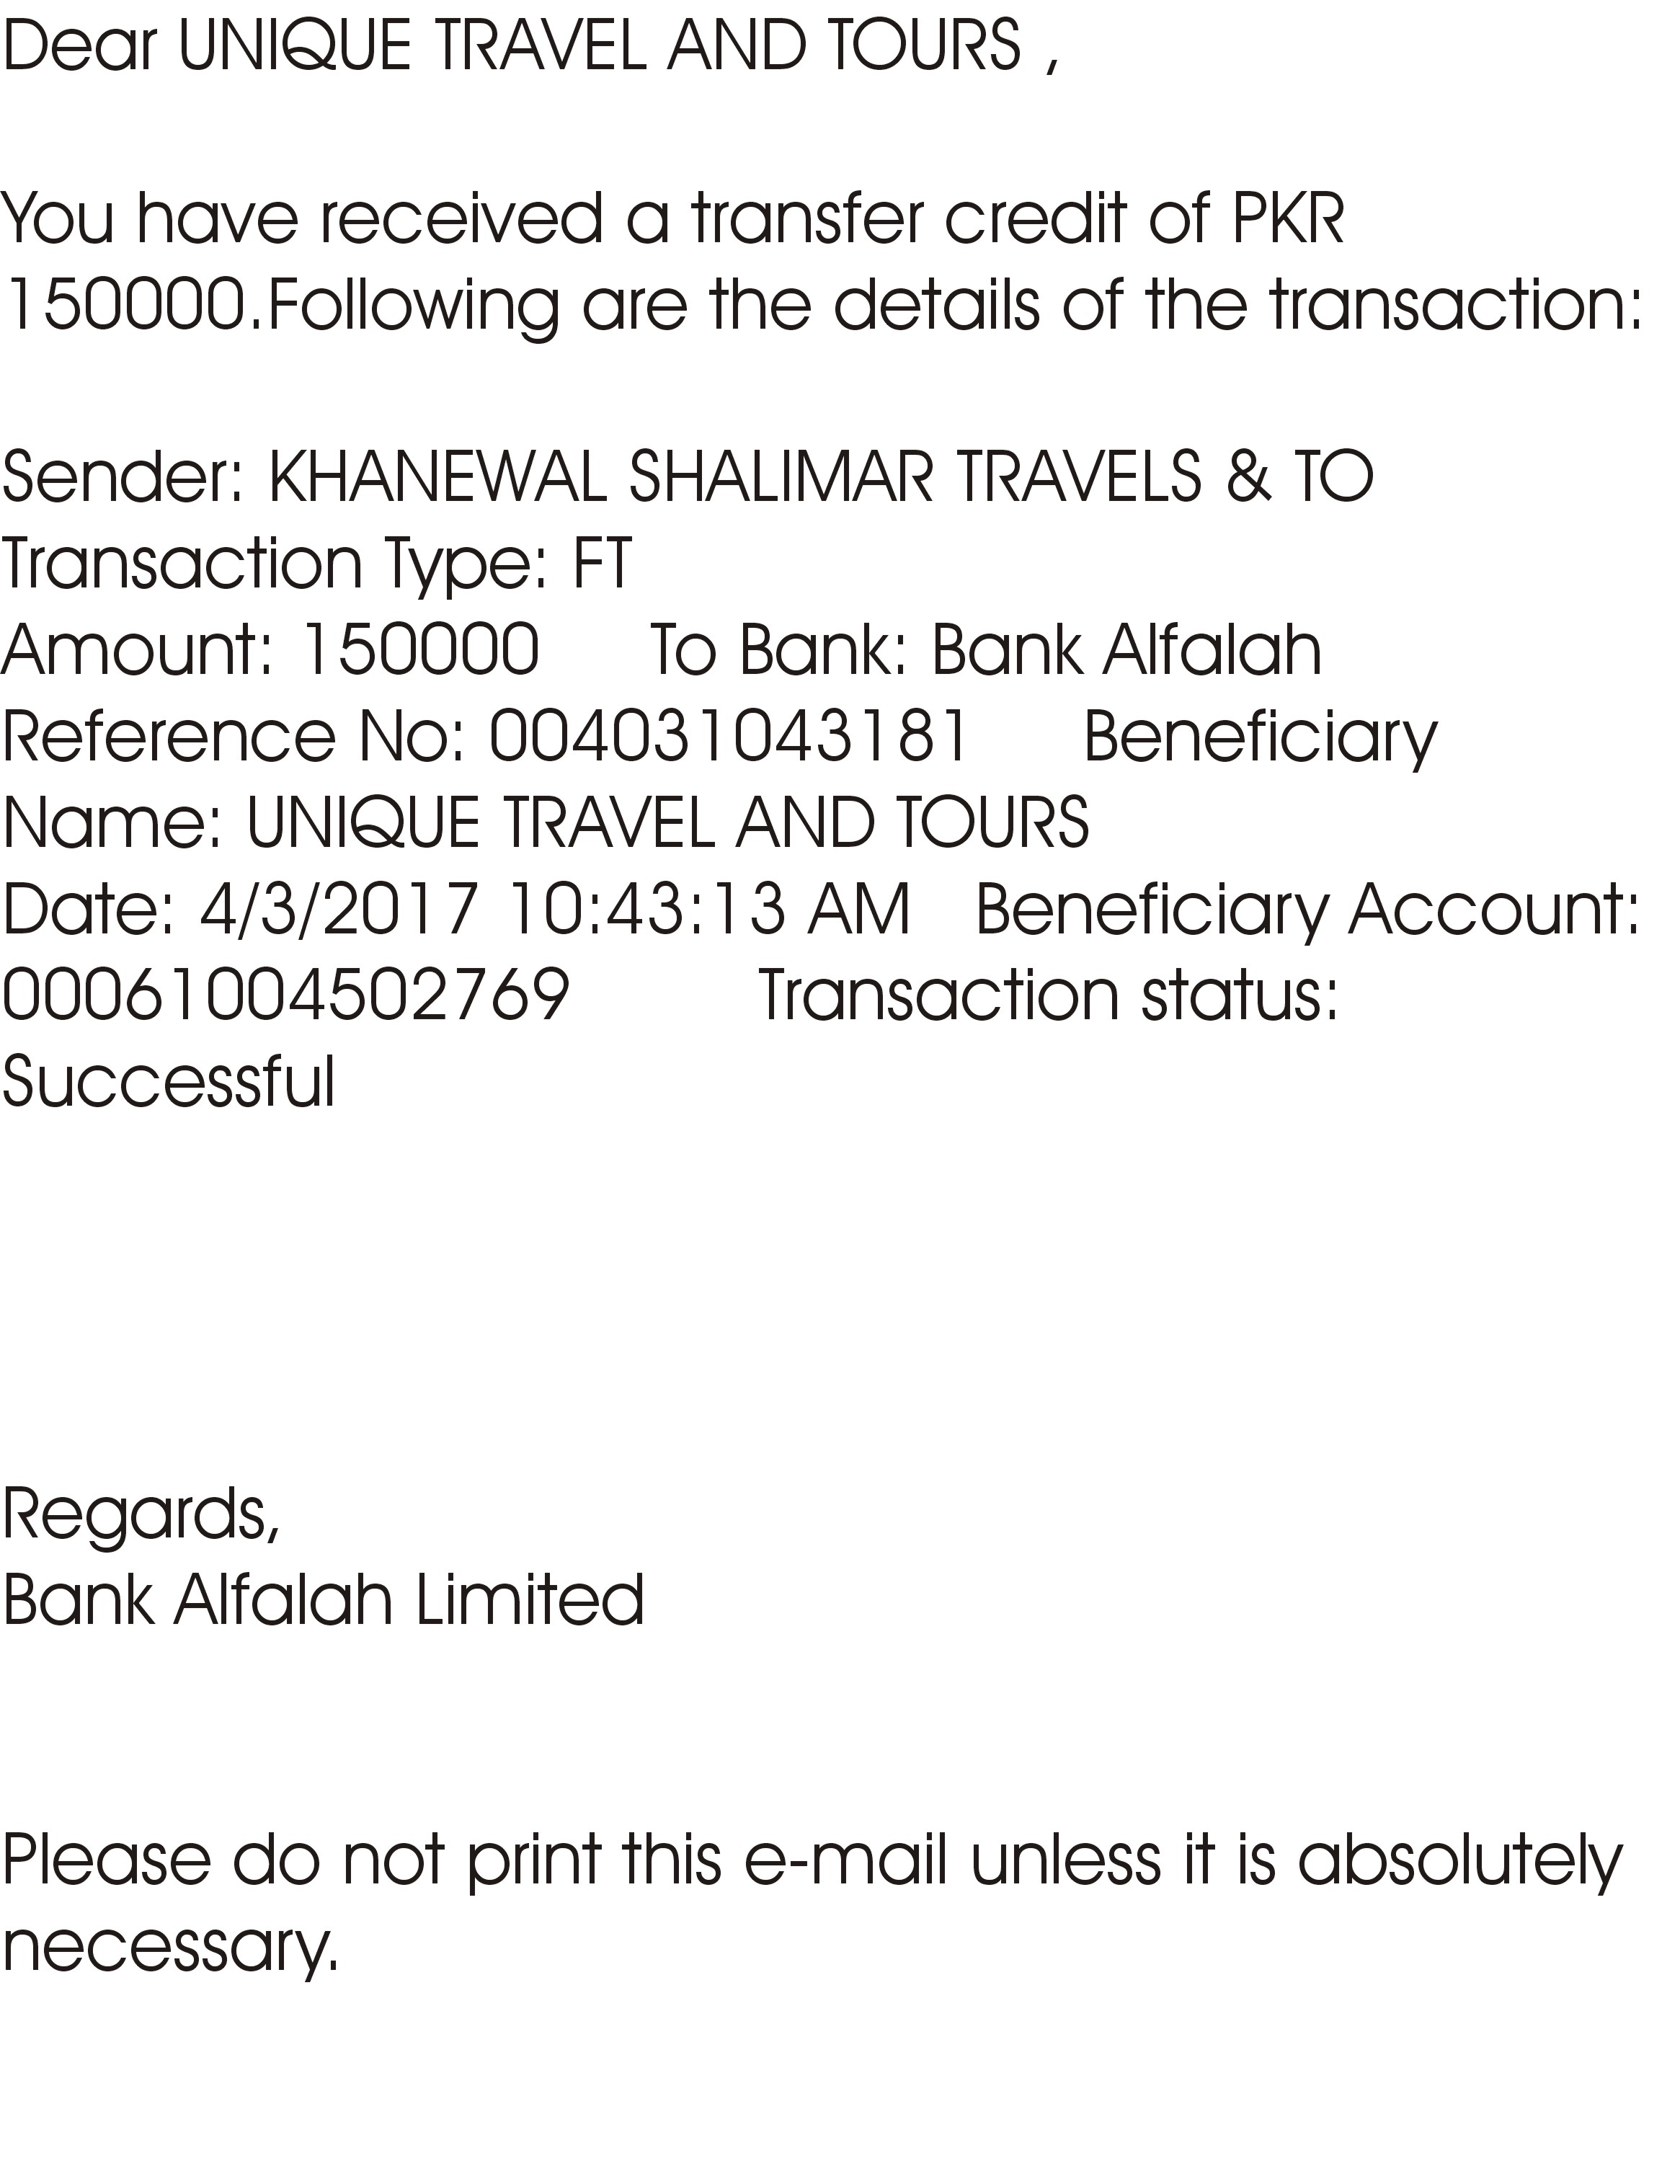 Dear UNIQUE TRAVEL AND TOURS ,
You have received a transfer credit of PKR
150000.Following are the details of the transaction:
Sender: KHANEWAL SHALIMAR TRAVELS & TO
Transaction Type: FT
Amount: 150000 To Bank: Bank Alfalah
Reference No: 004031043181 Beneficiary
Name: UNIQUE TRAVEL AND TOURS
Date: 4/3/2017 10:43:13 AM Beneficiary Account:
00061004502769 Transaction status:
Successful
Regards,
Bank Alfalah Limited
Please do not print this e-mail unless it is absolutely
necessary.